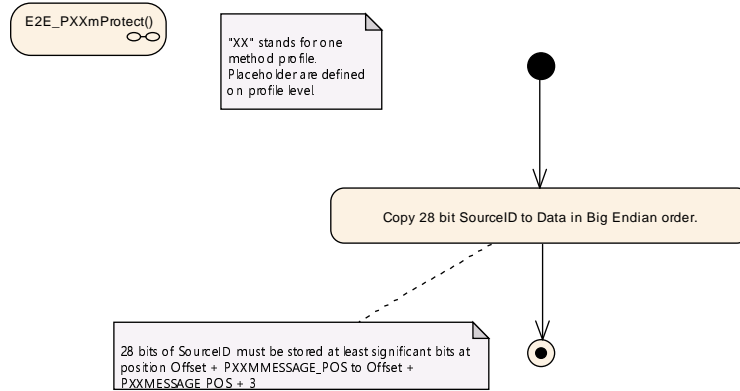 E2E_PXXmProtect()
"XX" stands for one
method profile.
Placeholder are defined
on profile level
Copy 28 bit SourceID to Data in Big Endian order.
28 bits of SourceID must be stored at least significant bits at
position Offset + PXXMMESSAGE_POS to Offset +
PXXMESSAGE_POS + 3